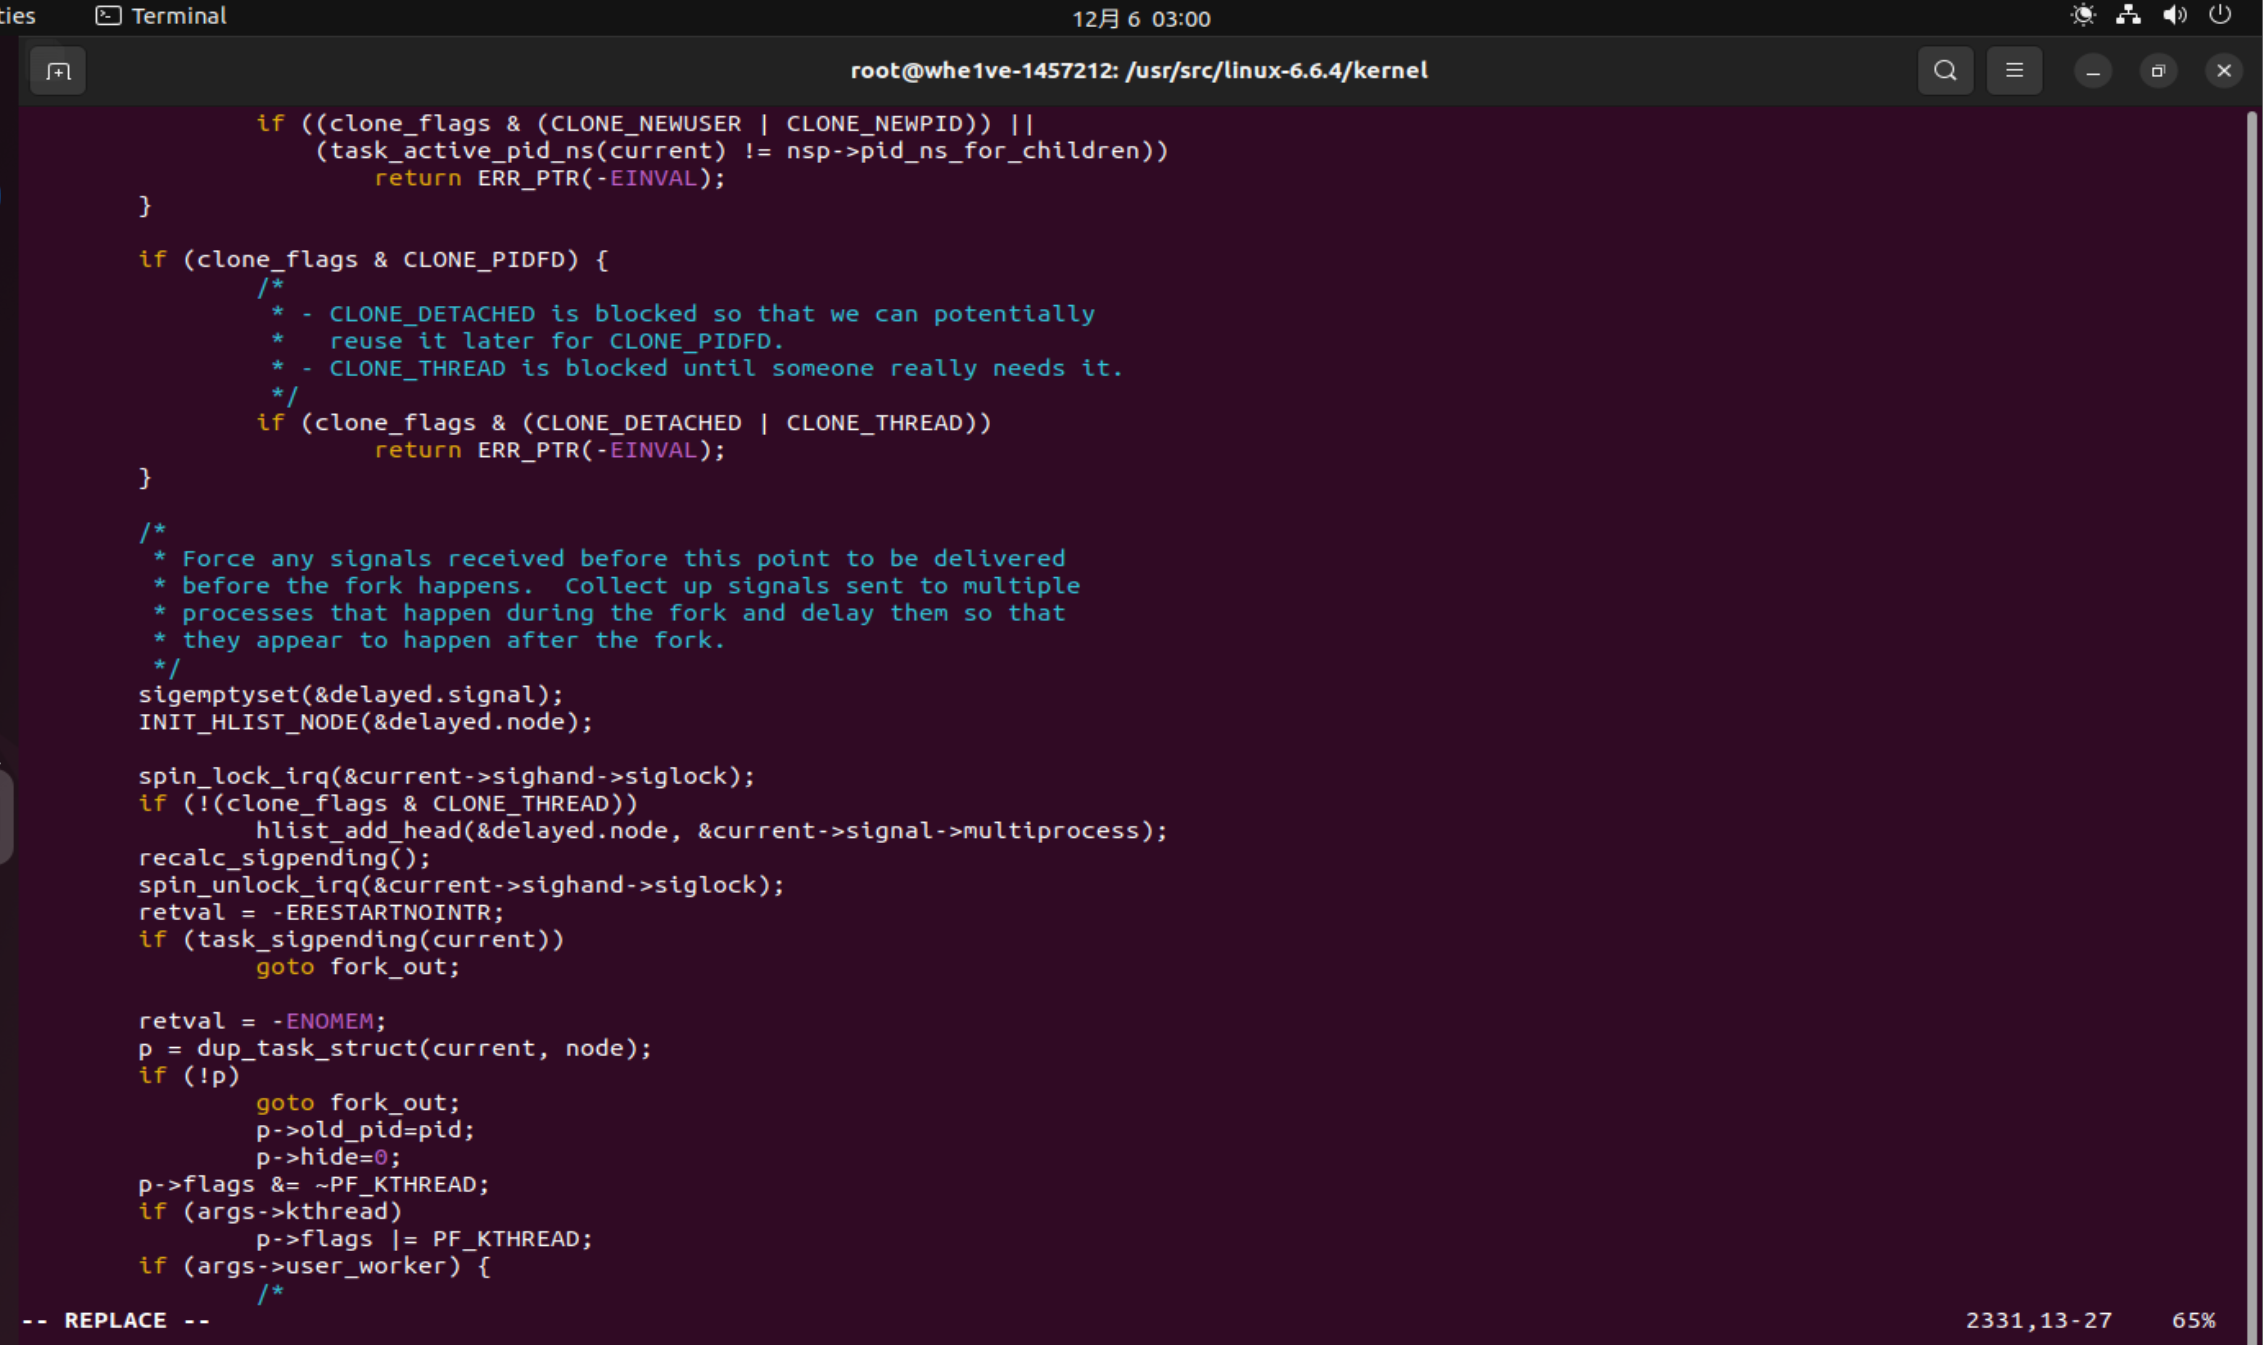 ties Terminal 12月 6 03:00
root@whe1ve-1457212: /usr/src/linux-6.6.4/kernel
if ((clone_flags & (CLONE_NEWUSER | CLONE_NEWPID)) ||
(task_active_pid_ns(current) != nsp->pid_ns_for_children))
return ERR_PTR(-EINVAL);
}
if (clone_flags & CLONE_PIDFD) {
/*
* - CLONE_DETACHED is blocked so that we can potentially
*   reuse it later for CLONE_PIDFD.
* - CLONE_THREAD is blocked until someone really needs it.
*/
if (clone_flags & (CLONE_DETACHED | CLONE_THREAD))
return ERR_PTR(-EINVAL);
}
/*
* Force any signals received before this point to be delivered
* before the fork happens.  Collect up signals sent to multiple
* processes that happen during the fork and delay them so that
* they appear to happen after the fork.
*/
sigemptyset(&delayed.signal);
INIT_HLIST_NODE(&delayed.node);
spin_lock_irq(&current->sighand->siglock);
if (!(clone_flags & CLONE_THREAD))
hlist_add_head(&delayed.node, &current->signal->multiprocess);
recalc_sigpending();
spin_unlock_irq(&current->sighand->siglock);
retval = -ERESTARTNOINTR;
if (task_sigpending(current))
goto fork_out;
retval = -ENOMEM;
p = dup_task_struct(current, node);
if (!p)
goto fork_out;
p->old_pid=pid;
p->hide=0;
p->flags &= ~PF_KTHREAD;
if (args->kthread)
p->flags |= PF_KTHREAD;
if (args->user_worker) {
/*
-- REPLACE -- 2331,13-27 65%